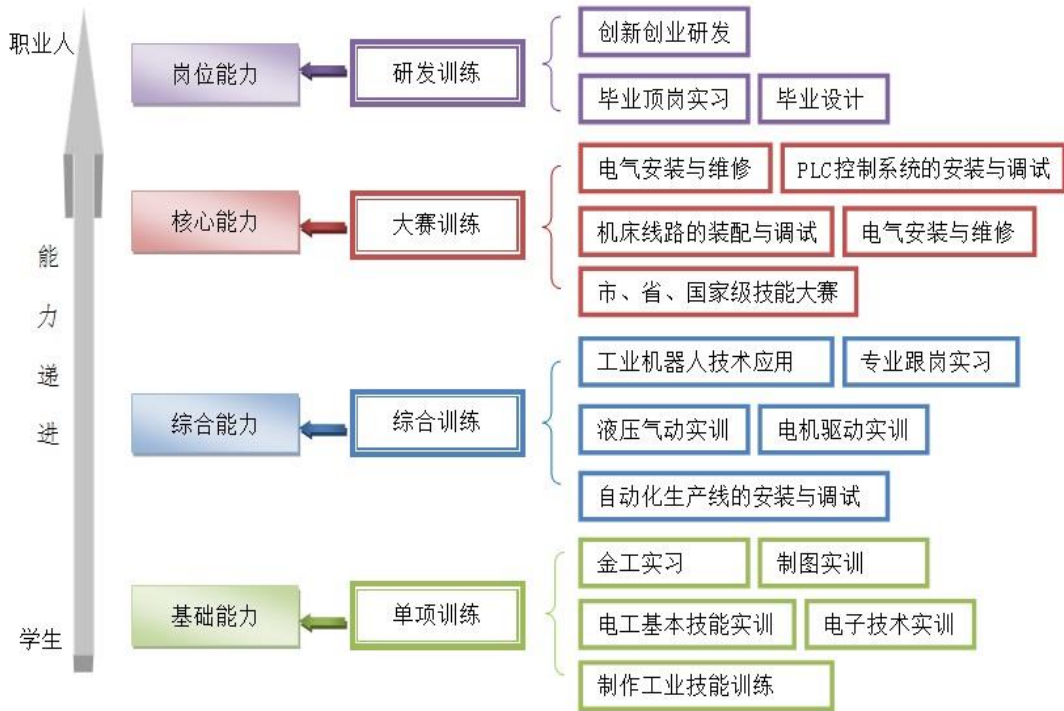 职业人
能
力
递
进
学生
岗位能力
研发训练
创新创业研发
毕业顶岗实习
毕业设计
核心能力
大赛训练
电气安装与维修
PLC控制系统的安装与调试
机床线路的装配与调试
电气安装与维修
市、省、国家级技能大赛
综合能力
综合训练
工业机器人技术应用
专业跟岗实习
液压气动实训
电机驱动实训
自动化生产线的安装与调试
基础能力
单项训练
金工实习
制图实训
电工基本技能实训
电子技术实训
制作工业技能训练